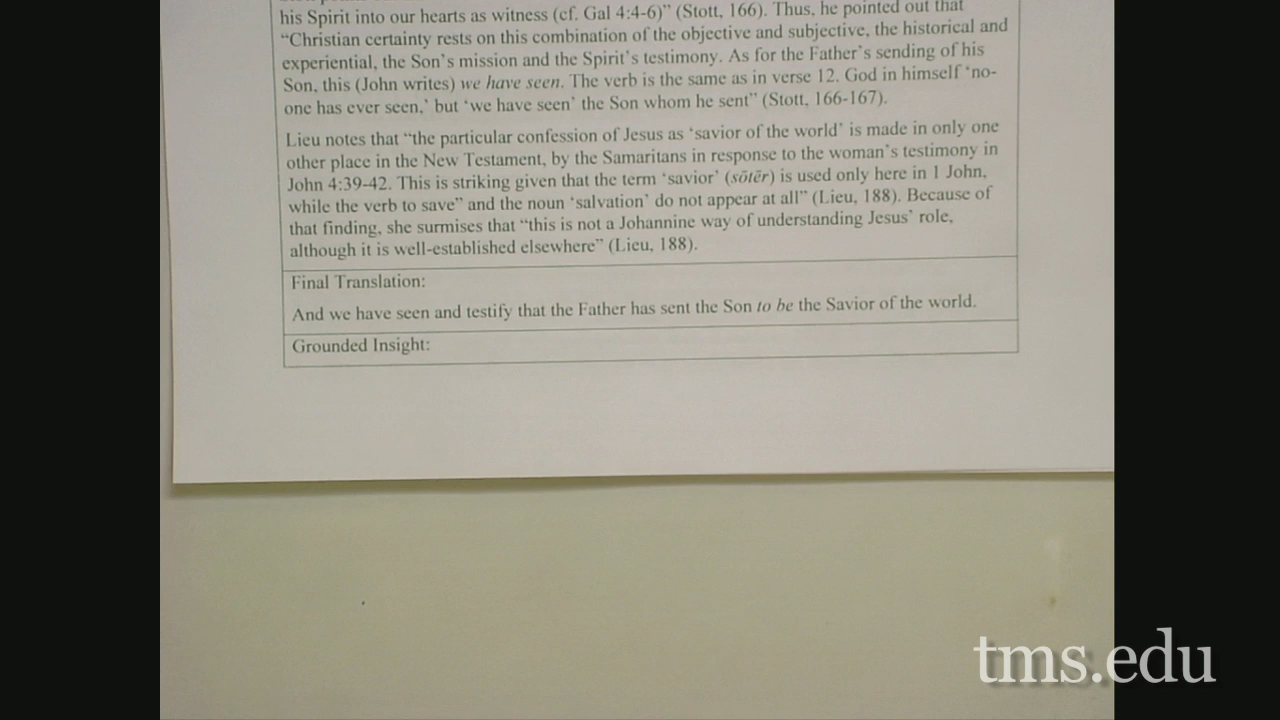 his Spirit into our hearts as witness (cf. Gal 4:4-6)” (Stott, 166). Thus, he pointed out that
“Christian certainty rests on this combination of the objective and subjective, the historical and
experiential, the Son’s mission and the Spirit’s testimony. As for the Father’s sending of his
Son, this (John writes) we have seen. The verb is the same as in verse 12. God in himself ‘no-
one has ever seen,’ but ‘we have seen’ the Son whom he sent” (Stott, 166-167).
Lieu notes that “the particular confession of Jesus as ‘savior of the world’ is made in only one
other place in the New Testament, by the Samaritans in response to the woman’s testimony in
John 4:39-42. This is striking given that the term ‘savior’ (sōtēr) is used only here in 1 John,
while the verb to save” and the noun ‘salvation’ do not appear at all” (Lieu, 188). Because of
that finding, she surmises that “this is not a Johannine way of understanding Jesus’ role,
although it is well-established elsewhere” (Lieu, 188).
Final Translation:
And we have seen and testify that the Father has sent the Son to be the Savior of the world.
Grounded Insight:
tms.edu